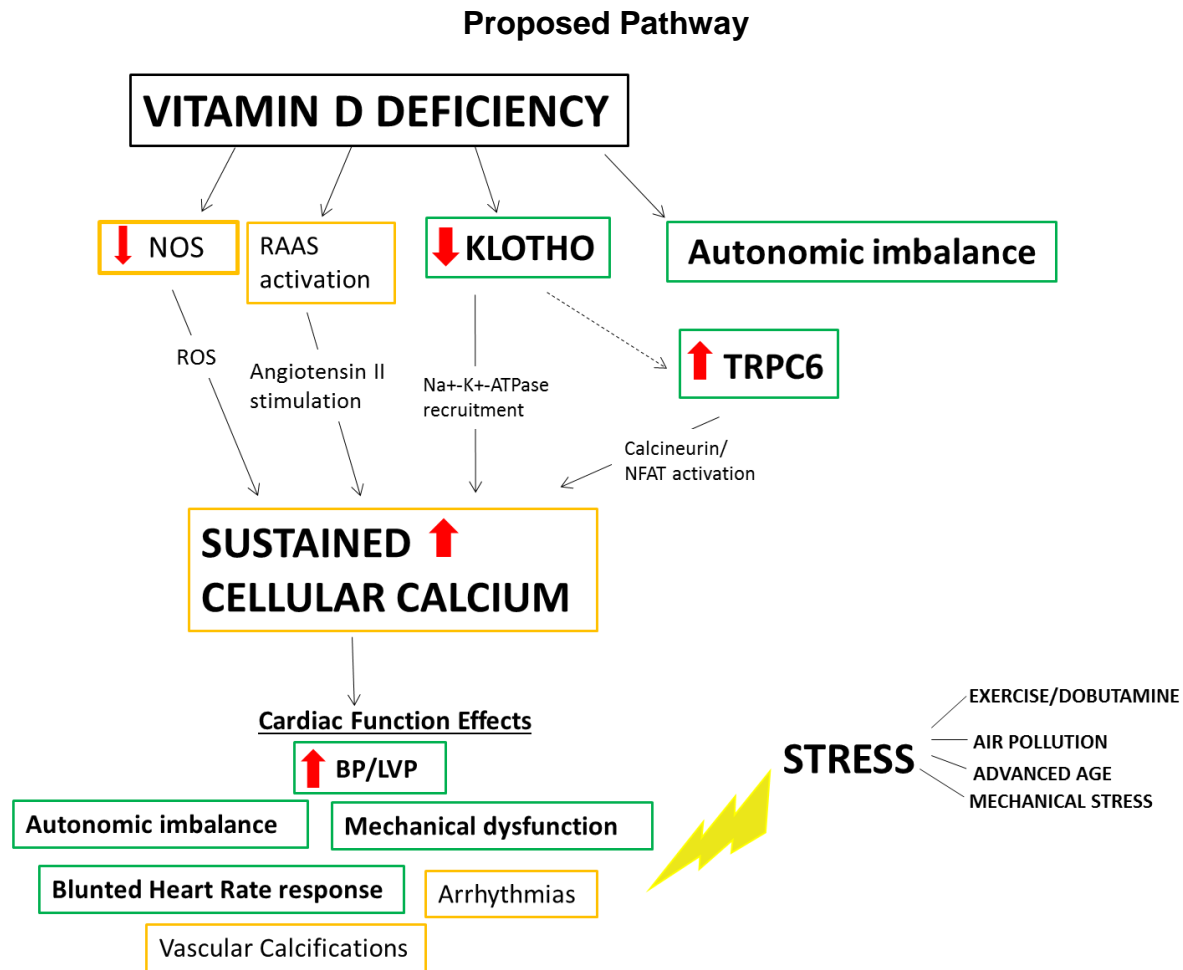 Proposed Pathway
VITAMIN D DEFICIENCY
NOS
RAAS
activation
KLOTHO
Autonomic imbalance
TRPC6
ROS
Angiotensin II
stimulation
Na+-K+-ATPase
recruitment
Calcineurin/
NFAT activation
SUSTAINED
CELLULAR CALCIUM
Cardiac Function Effects
BP/LVP
Autonomic imbalance
Mechanical dysfunction
Blunted Heart Rate response
Arrhythmias
Vascular Calcifications
STRESS
EXERCISE/DOBUTAMINE
AIR POLLUTION
ADVANCED AGE
MECHANICAL STRESS